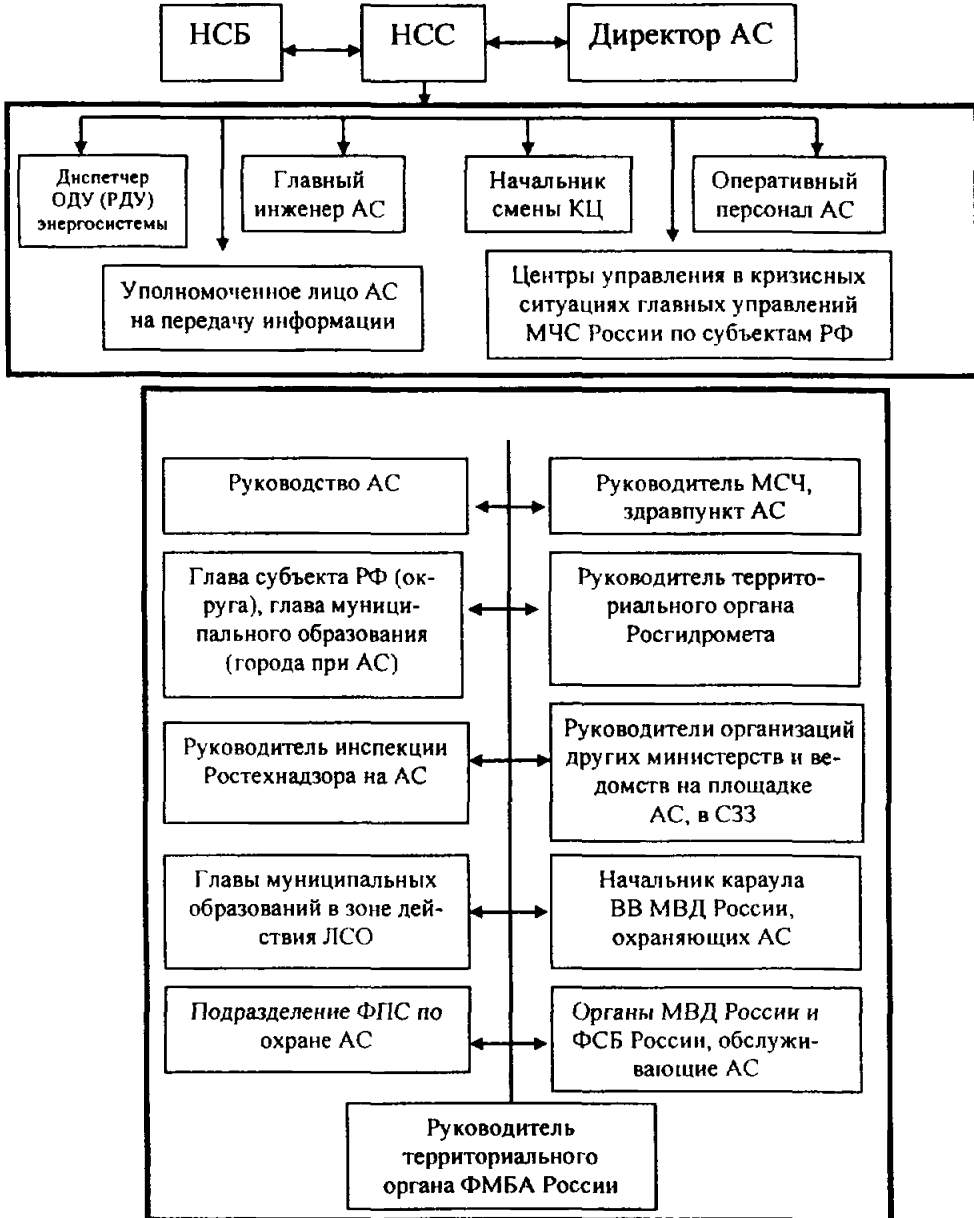 НСБ
НСС
Директор АС
Диспетчер
ОДУ (РДУ)
энергосистемы
Главный
инженер АС
Начальник
смены КЦ
Оперативный
персонал АС
Уполномоченное лицо АС
на передачу информации
Центры управления в кризисных
ситуациях главных управлений
МЧС России по субъектам РФ
Руководство АС
Руководитель МСЧ,
здравпункт АС
Глава субъекта РФ (ок-
руга), глава муници-
пального образования
(города при АС)
Руководитель террито-
риального органа
Росгидромета
Руководитель инспекции
Ростехнадзора на АС
Руководители организаций
других министерств и ве-
домств на площадке
АС, в СЗЗ
Главы муниципальных
образований в зоне дей-
ствия ЛСО
Начальник караула
ВВ МВД России,
охраняющих АС
Подразделение ФПС по
охране АС
Органы МВД России и
ФСБ России, обслужи-
вающие АС
Руководитель
территориального
органа ФМБА России